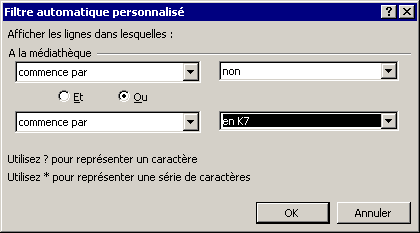 Filtre automatique personnalisé
Afficher les lignes dans lesquelles :
A la médiathèque
commence par non
Et Ou
commence par en K7
Utilisez ? pour représenter un caractère
Utilisez * pour représenter une série de caractères
OK Annuler